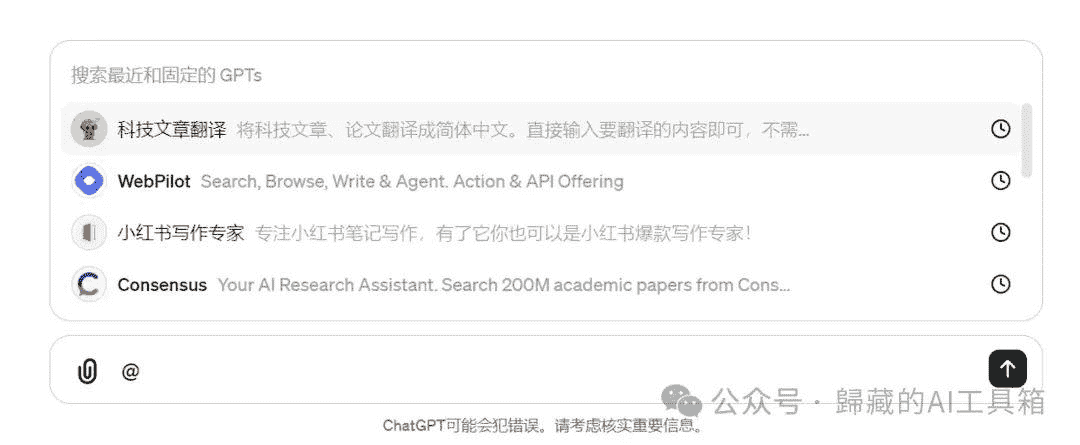 搜索最近和固定的 GPTs
科技文章翻译 将科技文章、论文翻译成简体中文。直接输入要翻译的内容即可，不需...
WebPilot Search, Browse, Write & Agent. Action & API Offering
小红书写作专家 专注小红书笔记写作，有了它你也可以是小红书爆款写作专家！
Consensus Your AI Research Assistant. Search 200M academic papers from Cons...
@
公众号 · 歸藏的AI工具箱
ChatGPT可能会犯错误。请考虑核实重要信息。